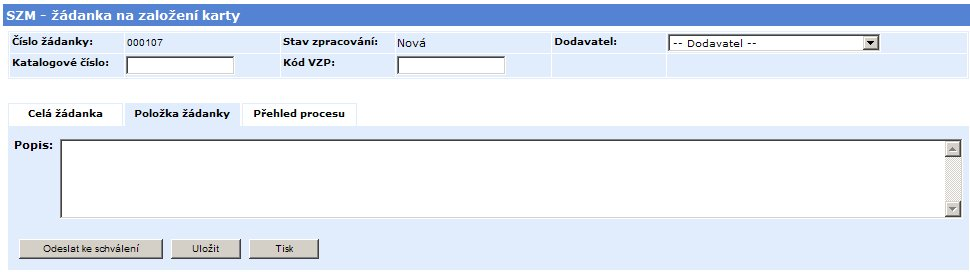 SZM - žádanka na založení karty
Číslo žádanky: 000107 Stav zpracování: Nová Dodavatel: -- Dodavatel --
Katalogové číslo: Kód VZP:
Celá žádanka Položka žádanky Přehled procesu
Popis:
Odeslat ke schválení Uložit Tisk